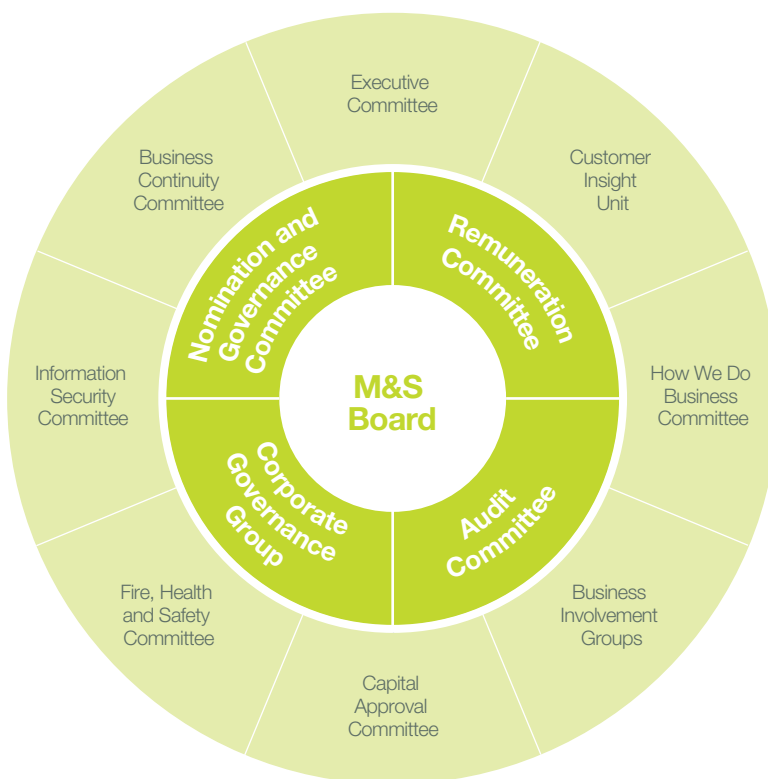 Executive
Committee
Customer
Insight
Unit
How We Do
Business
Committee
Business
Involvement
Groups
Capital
Approval
Committee
Fire, Health
and Safety
Committee
Information
Security
Committee
Business
Continuity
Committee
Nomination and
Governance
Committee
Remuneration
Committee
Audit
Committee
Corporate
Governance
Group
M&S
Board